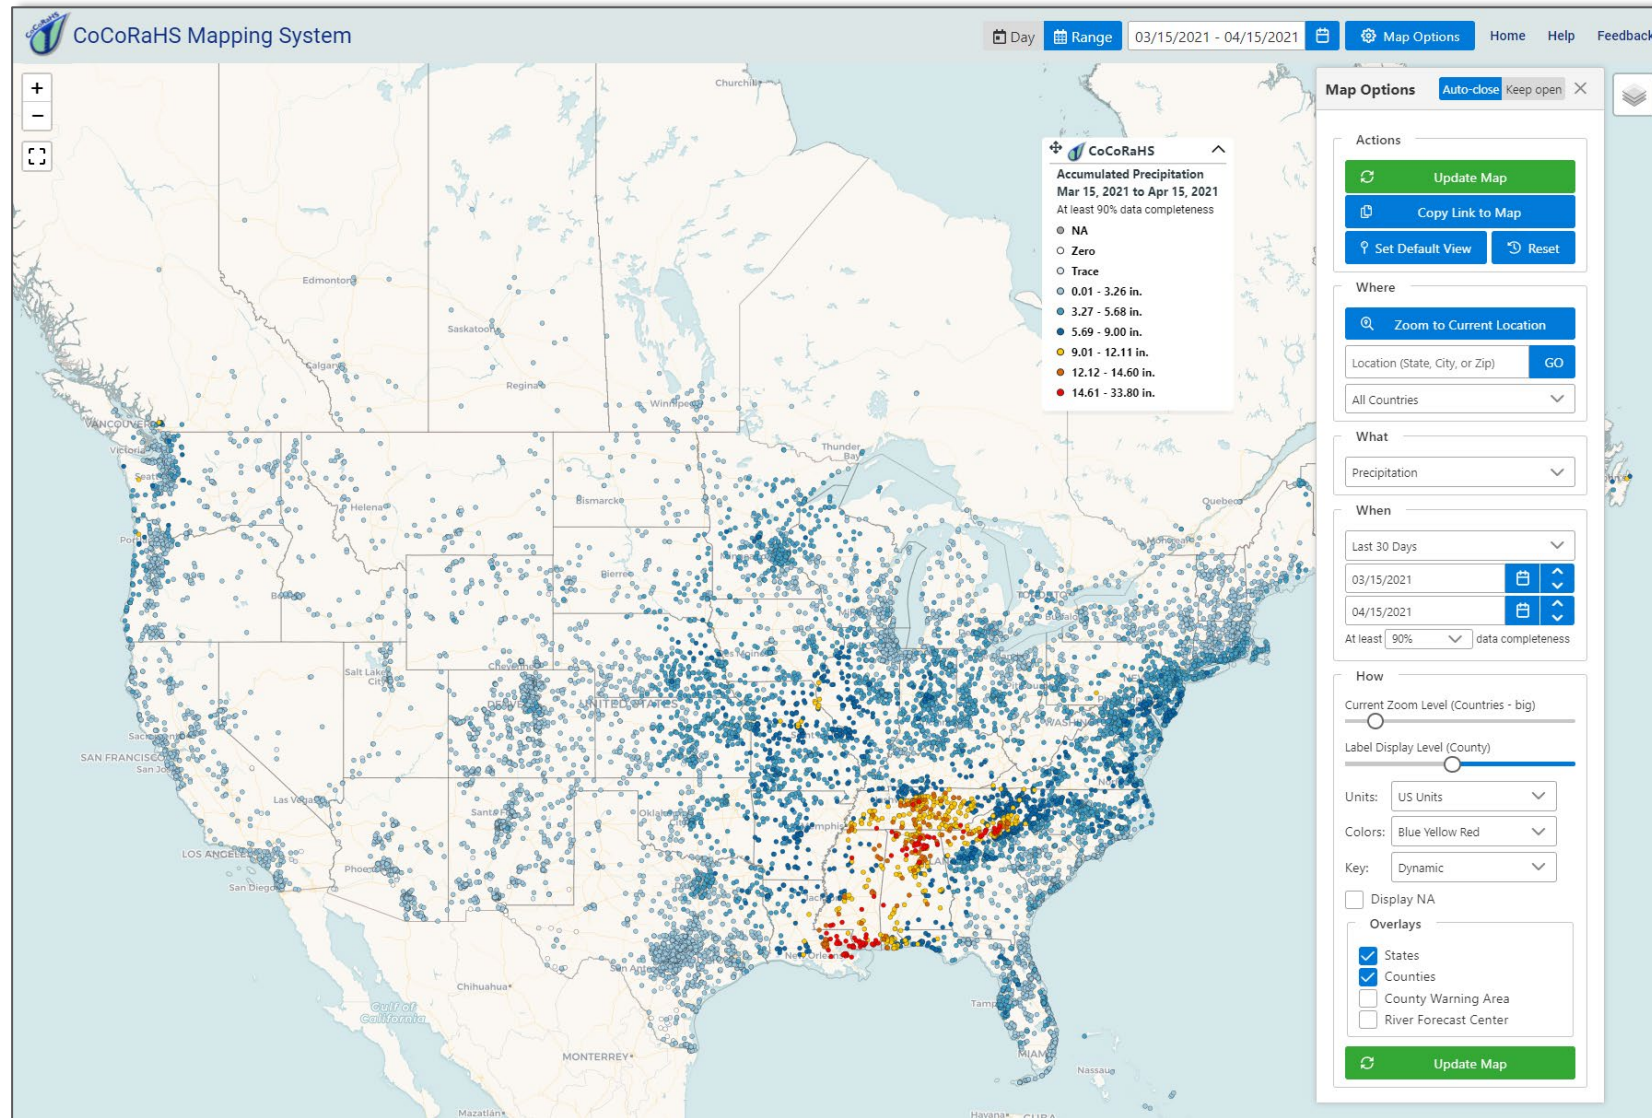 CoCoRaHS Mapping System
Day Range 03/15/2021 - 04/15/2021 Map Options Home Help Feedback
Map Options Auto-close Keep open
Actions
Update Map
Copy Link to Map
Set Default View Reset
Where
Zoom to Current Location
Location (State, City, or Zip) GO
All Countries
What
Precipitation
When
Last 30 Days
03/15/2021
04/15/2021
At least 90% data completeness
How
Current Zoom Level (Countries - big)
Label Display Level (County)
Units: US Units
Colors: Blue Yellow Red
Key: Dynamic
Display NA
Overlays
States
Counties
County Warning Area
River Forecast Center
Update Map
CoCoRaHS
Accumulated Precipitation
Mar 15, 2021 to Apr 15, 2021
At least 90% data completeness
NA
Zero
Trace
0.01 - 3.26 in.
3.27 - 5.68 in.
5.69 - 9.00 in.
9.01 - 12.11 in.
12.12 - 14.60 in.
14.61 - 33.80 in.
Churchill
Edmonton
Saskatoon
Calgary
Regina
Winnipeg
VANCOUVER
Victoria
Thunder
Bay
Helena
Bismarck
Quebec
Pierre
TORONTO
Salt Lake
City
Cheyenne
UNITED STATES
SAN FRANCISCO
Las Vegas
Santa Fe
LOS ANGELES
San Diego
Memphis
New Orleans
Chihuahua
Gulf of
California
MONTERREY
MIAMI
Nassau
Mazatlán
Havana CUBA